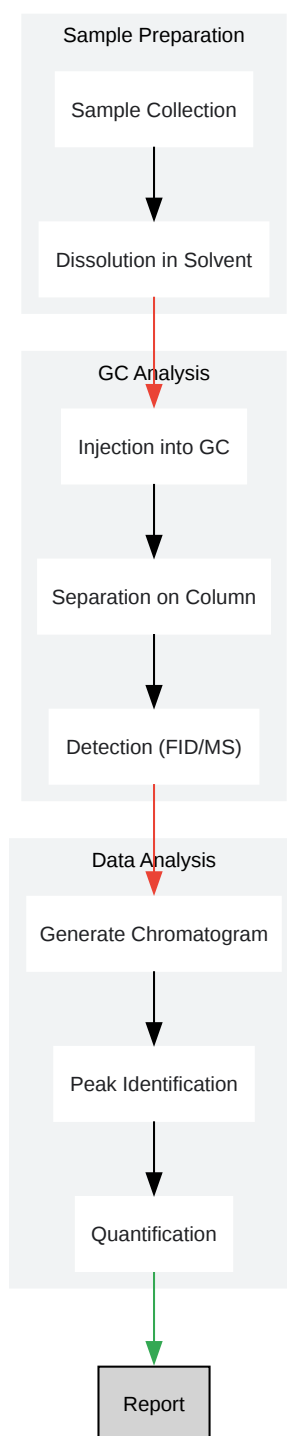 Sample Preparation
Sample Collection
Dissolution in Solvent
GC Analysis
Injection into GC
Separation on Column
Detection (FID/MS)
Data Analysis
Generate Chromatogram
Peak Identification
Quantification
Report